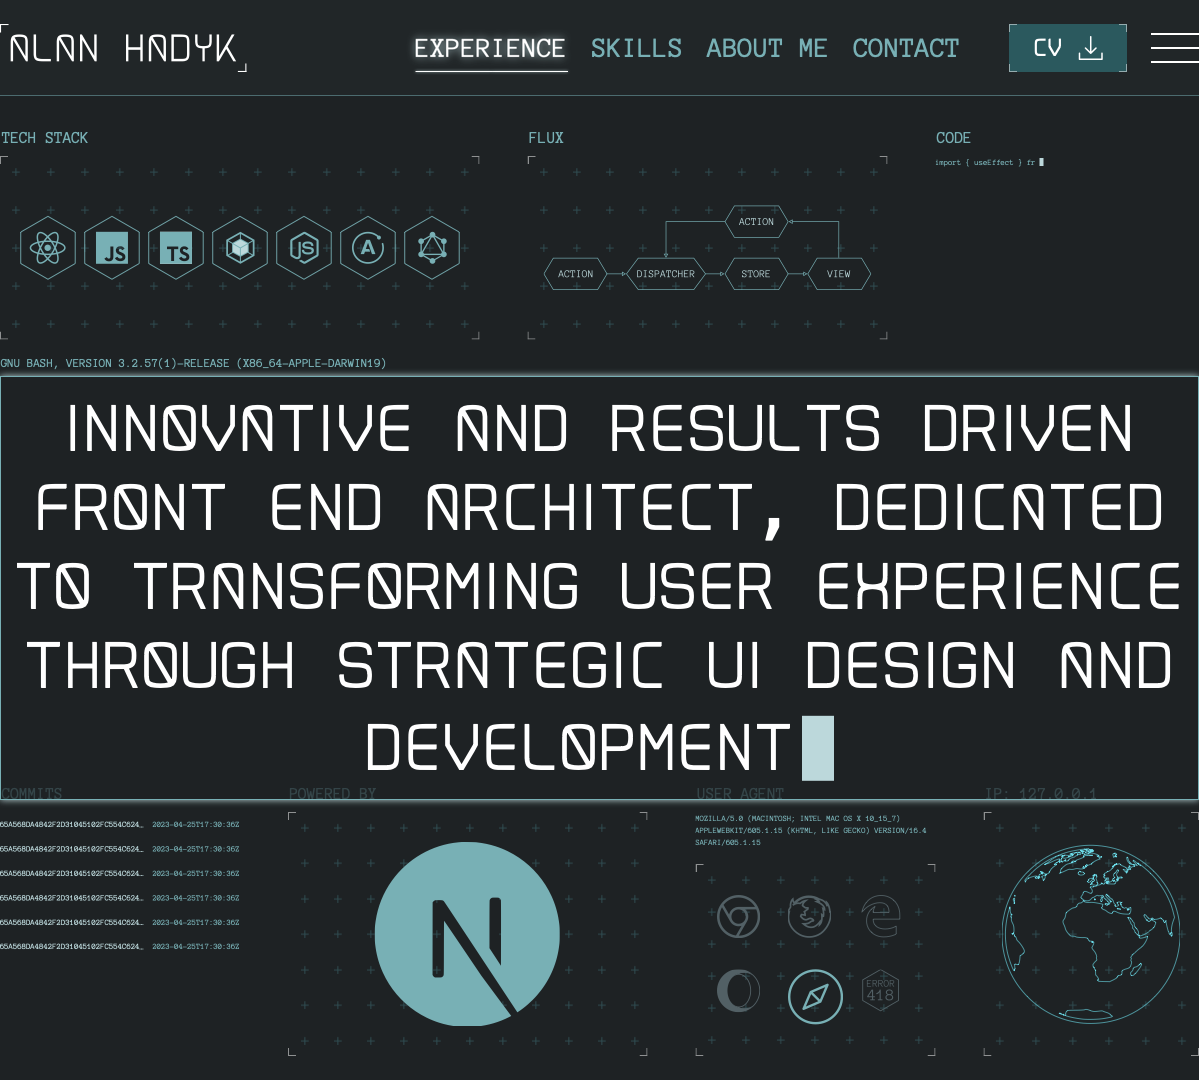 ALAN HADYK
EXPERIENCE SKILLS ABOUT ME CONTACT
CV
TECH STACK
FLUX
CODE
import { useEffect } fr
JS
TS
JS
A
ACTION
ACTION
DISPATCHER
STORE
VIEW
GNU BASH, VERSION 3.2.57(1)-RELEASE (X86_64-APPLE-DARWIN19)
INNOVATIVE AND RESULTS DRIVEN
FRONT END ARCHITECT, DEDICATED
TO TRANSFORMING USER EXPERIENCE
THROUGH STRATEGIC UI DESIGN AND
DEVELOPMENT
COMMITS
65A568DA4842F2D31045102FC554C624_ 2023-04-25T17:30:36Z
65A568DA4842F2D31045102FC554C624_ 2023-04-25T17:30:36Z
65A568DA4842F2D31045102FC554C624_ 2023-04-25T17:30:36Z
65A568DA4842F2D31045102FC554C624_ 2023-04-25T17:30:36Z
65A568DA4842F2D31045102FC554C624_ 2023-04-25T17:30:36Z
65A568DA4842F2D31045102FC554C624_ 2023-04-25T17:30:36Z
POWERED BY
N
USER AGENT
MOZILLA/5.0 (MACINTOSH; INTEL MAC OS X 10_15_7)
APPLEWEBKIT/605.1.15 (KHTML, LIKE GECKO) VERSION/16.4
SAFARI/605.1.15
ERROR
418
IP: 127.0.0.1